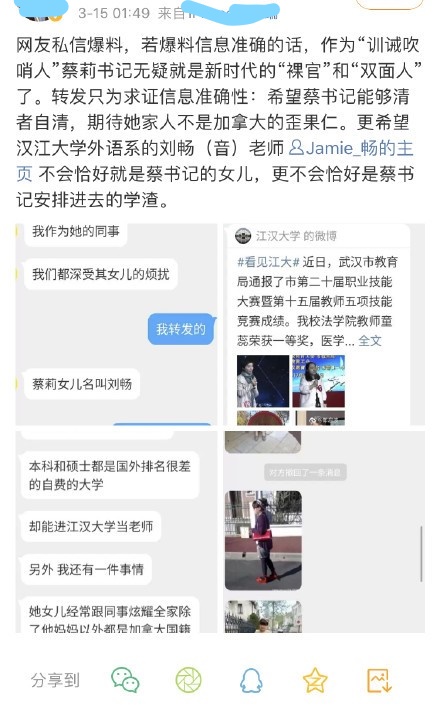 3-15 01:49 来自
网友私信爆料，若爆料信息准确的话，作为“训诫吹
哨人”蔡莉书记无疑就是新时代的“裸官”和“双面人”
了。转发只为求证信息准确性：希望蔡书记能够清
者自清，期待她家人不是加拿大的歪果仁。更希望
汉江大学外语系的刘畅（音）老师 Jamie_畅的主
页 不会恰好就是蔡书记的女儿，更不会恰好是蔡书
记安排进去的学渣。
我作为她的同事
我们都深受其女儿的烦扰
我转发的
蔡莉女儿名叫刘畅
江汉大学 的微博
#看见江大# 近日，武汉市教育
局通报了市第二十届职业技能
大赛暨第十五届教师五项技能
竞赛成绩。我校法学院教师童
蕊荣获一等奖，医学... 全文
本科和硕士都是国外排名很差
的自费的大学
却能进江汉大学当老师
另外 我还有一件事情
她女儿经常跟同事炫耀全家除
了他妈妈以外都是加拿大国籍
对方撤回了一条消息
分享到